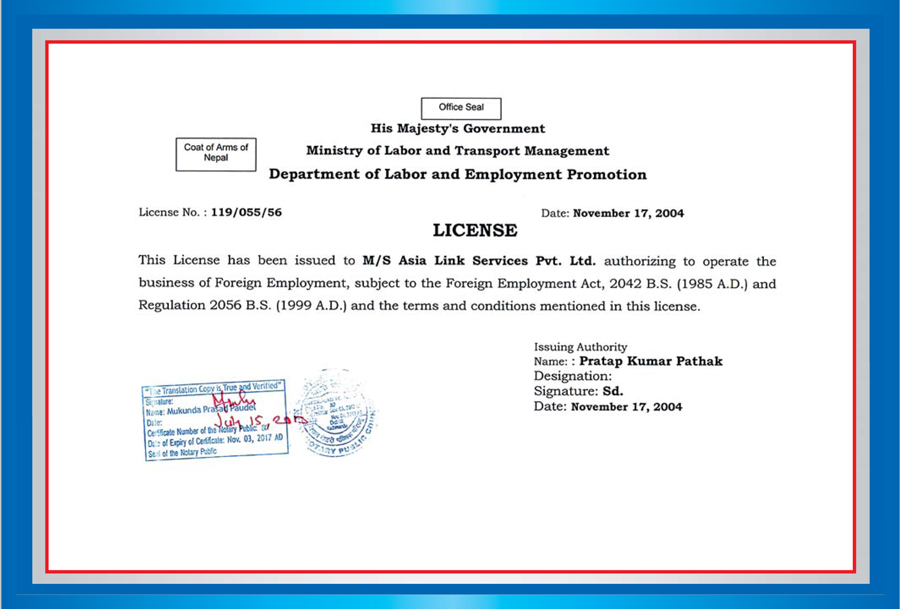 Office Seal
His Majesty's Government
Coat of Arms of
Nepal
Ministry of Labor and Transport Management
Department of Labor and Employment Promotion
License No. : 119/055/56
Date: November 17, 2004
LICENSE
This License has been issued to M/S Asia Link Services Pvt. Ltd. authorizing to operate the
business of Foreign Employment, subject to the Foreign Employment Act, 2042 B.S. (1985 A.D.) and
Regulation 2056 B.S. (1999 A.D.) and the terms and conditions mentioned in this license.
Issuing Authority
Name: : Pratap Kumar Pathak
Designation:
Signature: Sd.
Date: November 17, 2004
"The Translation Copy is True and Verified"
Signature:
Name: Mukunda Prasad Paudel
Date: July 15,
Certificate Number of the Notary Public:
Date of Expiry of Certificate: Nov. 03, 2017 AD
Seal of the Notary Public
NOTARY PUBLIC